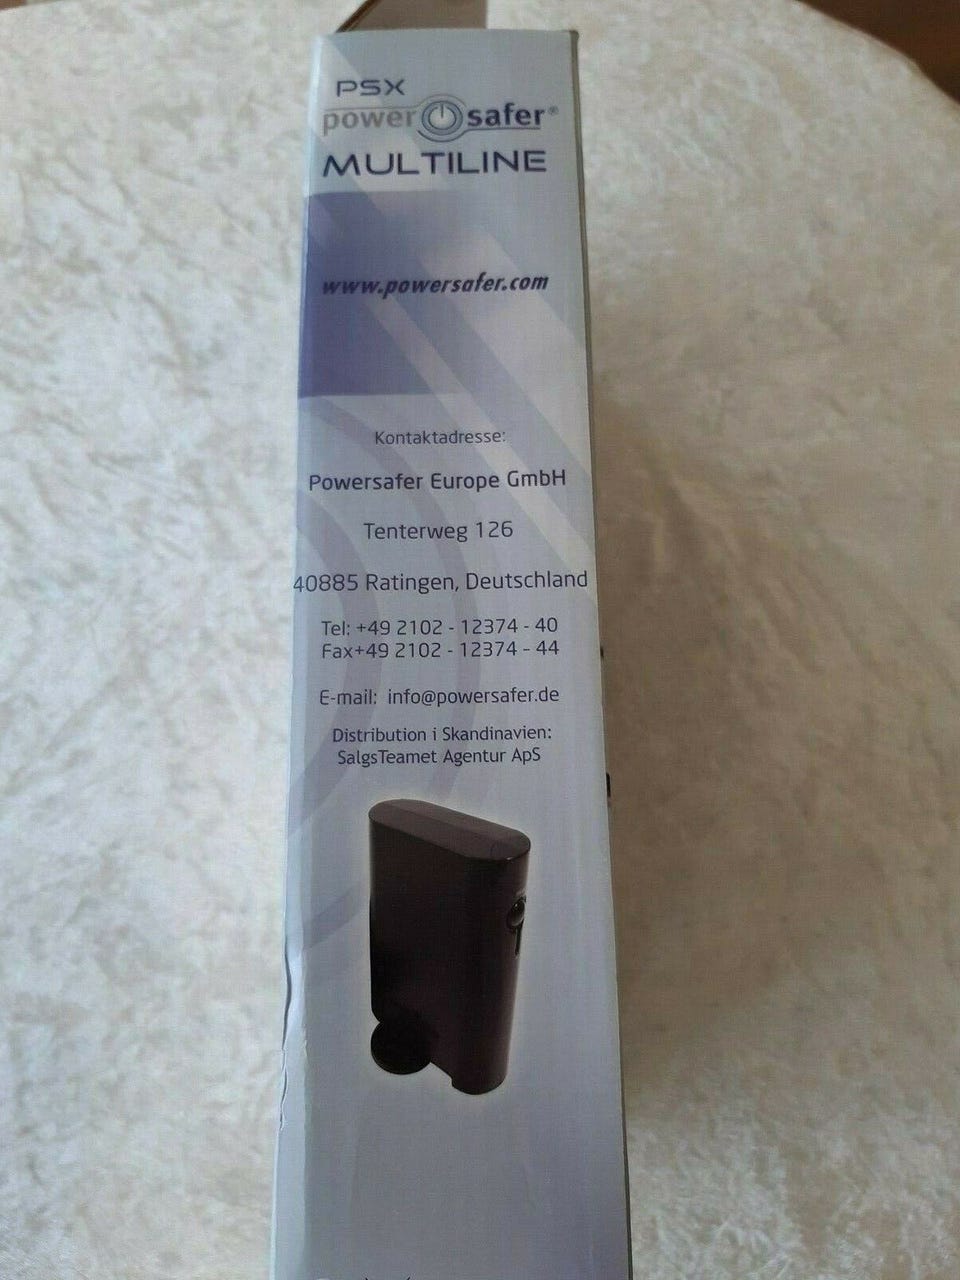 PSX
power safer®
MULTILINE
www.powersafer.com
Kontaktadresse:
Powersafer Europe GmbH
Tenterweg 126
40885 Ratingen, Deutschland
Tel: +49 2102 - 12374 - 40
Fax+49 2102 - 12374 - 44
E-mail: info@powersafer.de
Distribution i Skandinavien:
SalgsTeamet Agentur ApS